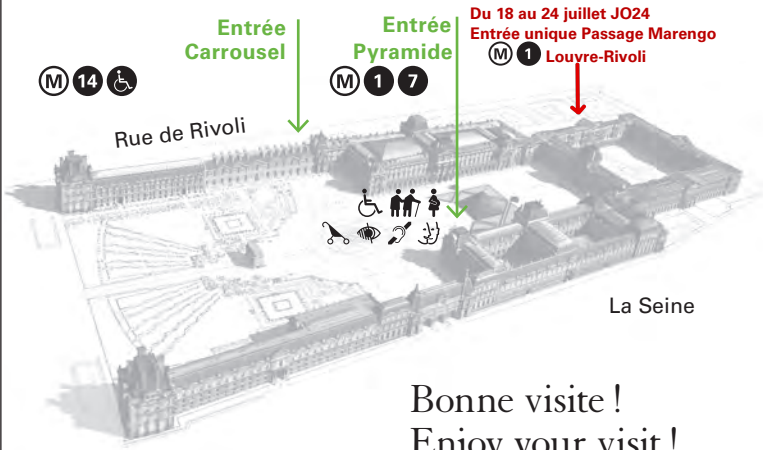 Entrée
Carrousel
Entrée
Pyramide
Du 18 au 24 juillet JO24
Entrée unique Passage Marengo
M 1 Louvre-Rivoli
M 14
M 1 7
Rue de Rivoli
La Seine
Bonne visite !
Enjoy your visit !